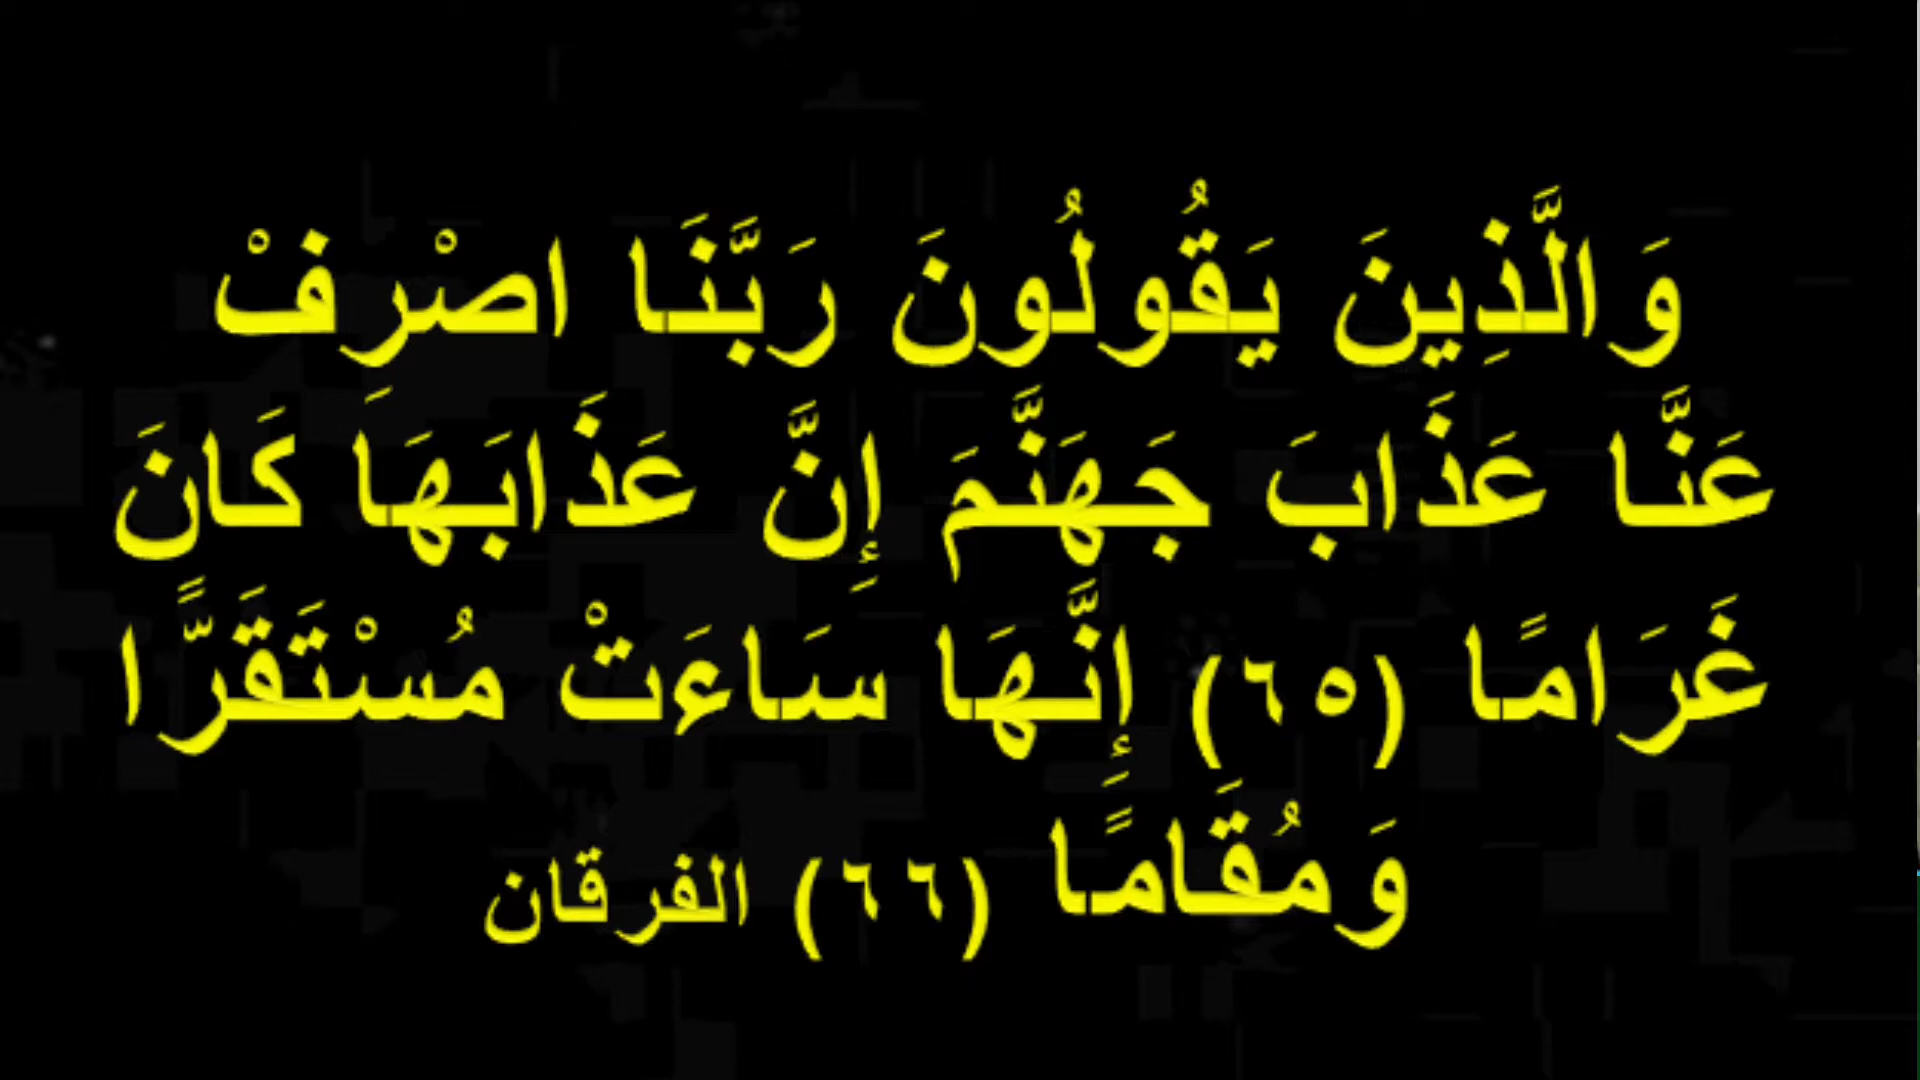 وَالَّذِينَ يَقُولُونَ رَبَّنَا اصْرِفْ
عَنَّا عَذَابَ جَهَنَّمَ إِنَّ عَذَابَهَا كَانَ
غَرَامًا (٦٥) إِنَّهَا سَاءَتْ مُسْتَقَرًّا
وَمُقَامًا (٦٦) الفرقان